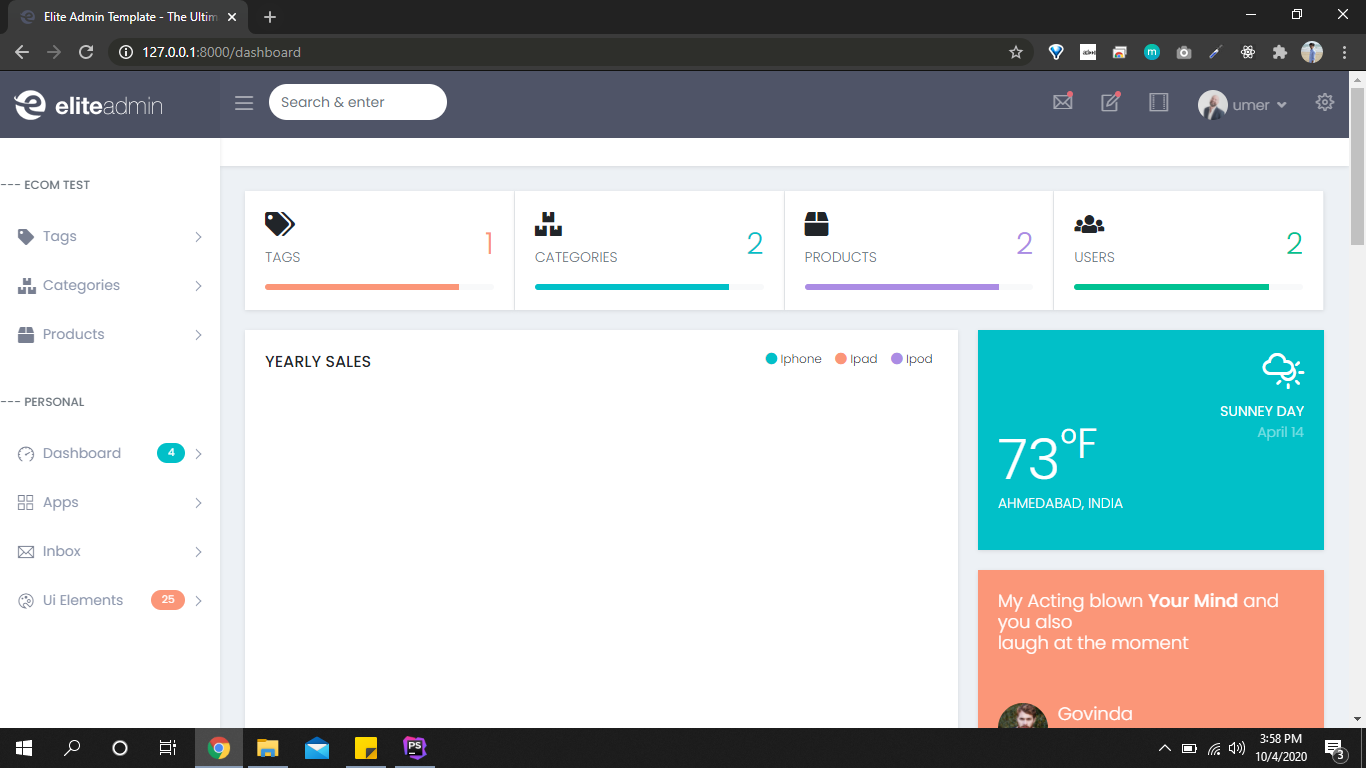 Elite Admin Template - The Ultim
127.0.0.1:8000/dashboard
eliteadmin
Search & enter
umer
--- ECOM TEST
Tags
Categories
Products
--- PERSONAL
Dashboard 4
Apps
Inbox
Ui Elements 25
TAGS 1
CATEGORIES 2
PRODUCTS 2
USERS 2
YEARLY SALES
Iphone Ipad Ipod
SUNNEY DAY
April 14
73°F
AHMEDABAD, INDIA
My Acting blown Your Mind and
you also
laugh at the moment
Govinda
PS
3:58 PM
10/4/2020
3